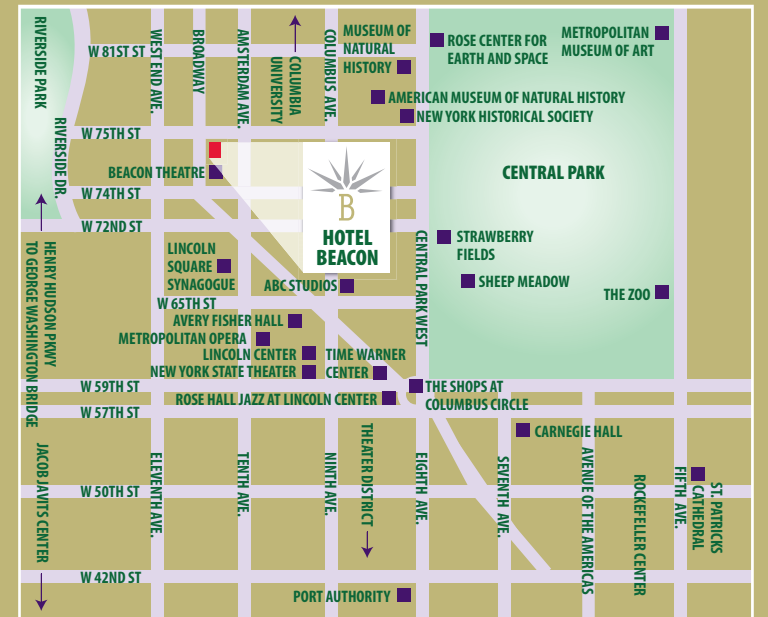 RIVERSIDE PARK
RIVERSIDE DR.
W 81ST ST
WEST END AVE.
BROADWAY
AMSTERDAM AVE.
COLUMBIA
UNIVERSITY
COLUMBUS AVE.
MUSEUM OF
NATURAL
HISTORY
ROSE CENTER FOR
EARTH AND SPACE
METROPOLITAN
MUSEUM OF ART
AMERICAN MUSEUM OF NATURAL HISTORY
NEW YORK HISTORICAL SOCIETY
W 75TH ST
BEACON THEATRE
CENTRAL PARK
W 74TH ST
B
HOTEL
BEACON
W 72ND ST
HENRY HUDSON PKWY
TO GEORGE WASHINGTON BRIDGE
LINCOLN
SQUARE
SYNAGOGUE
ABC STUDIOS
CENTRAL PARK WEST
STRAWBERRY
FIELDS
SHEEP MEADOW
THE ZOO
W 65TH ST
AVERY FISHER HALL
METROPOLITAN OPERA
LINCOLN CENTER
NEW YORK STATE THEATER
TIME WARNER
CENTER
W 59TH ST
ROSE HALL JAZZ AT LINCOLN CENTER
THE SHOPS AT
COLUMBUS CIRCLE
W 57TH ST
CARNEGIE HALL
JACOB JAVITS CENTER
ELEVENTH AVE.
TENTH AVE.
NINTH AVE.
THEATER DISTRICT
EIGHTH AVE.
SEVENTH AVE.
AVENUE OF THE AMERICAS
ROCKEFELLER CENTER
FIFTH AVE.
ST. PATRICKS
CATHEDRAL
W 50TH ST
W 42ND ST
PORT AUTHORITY